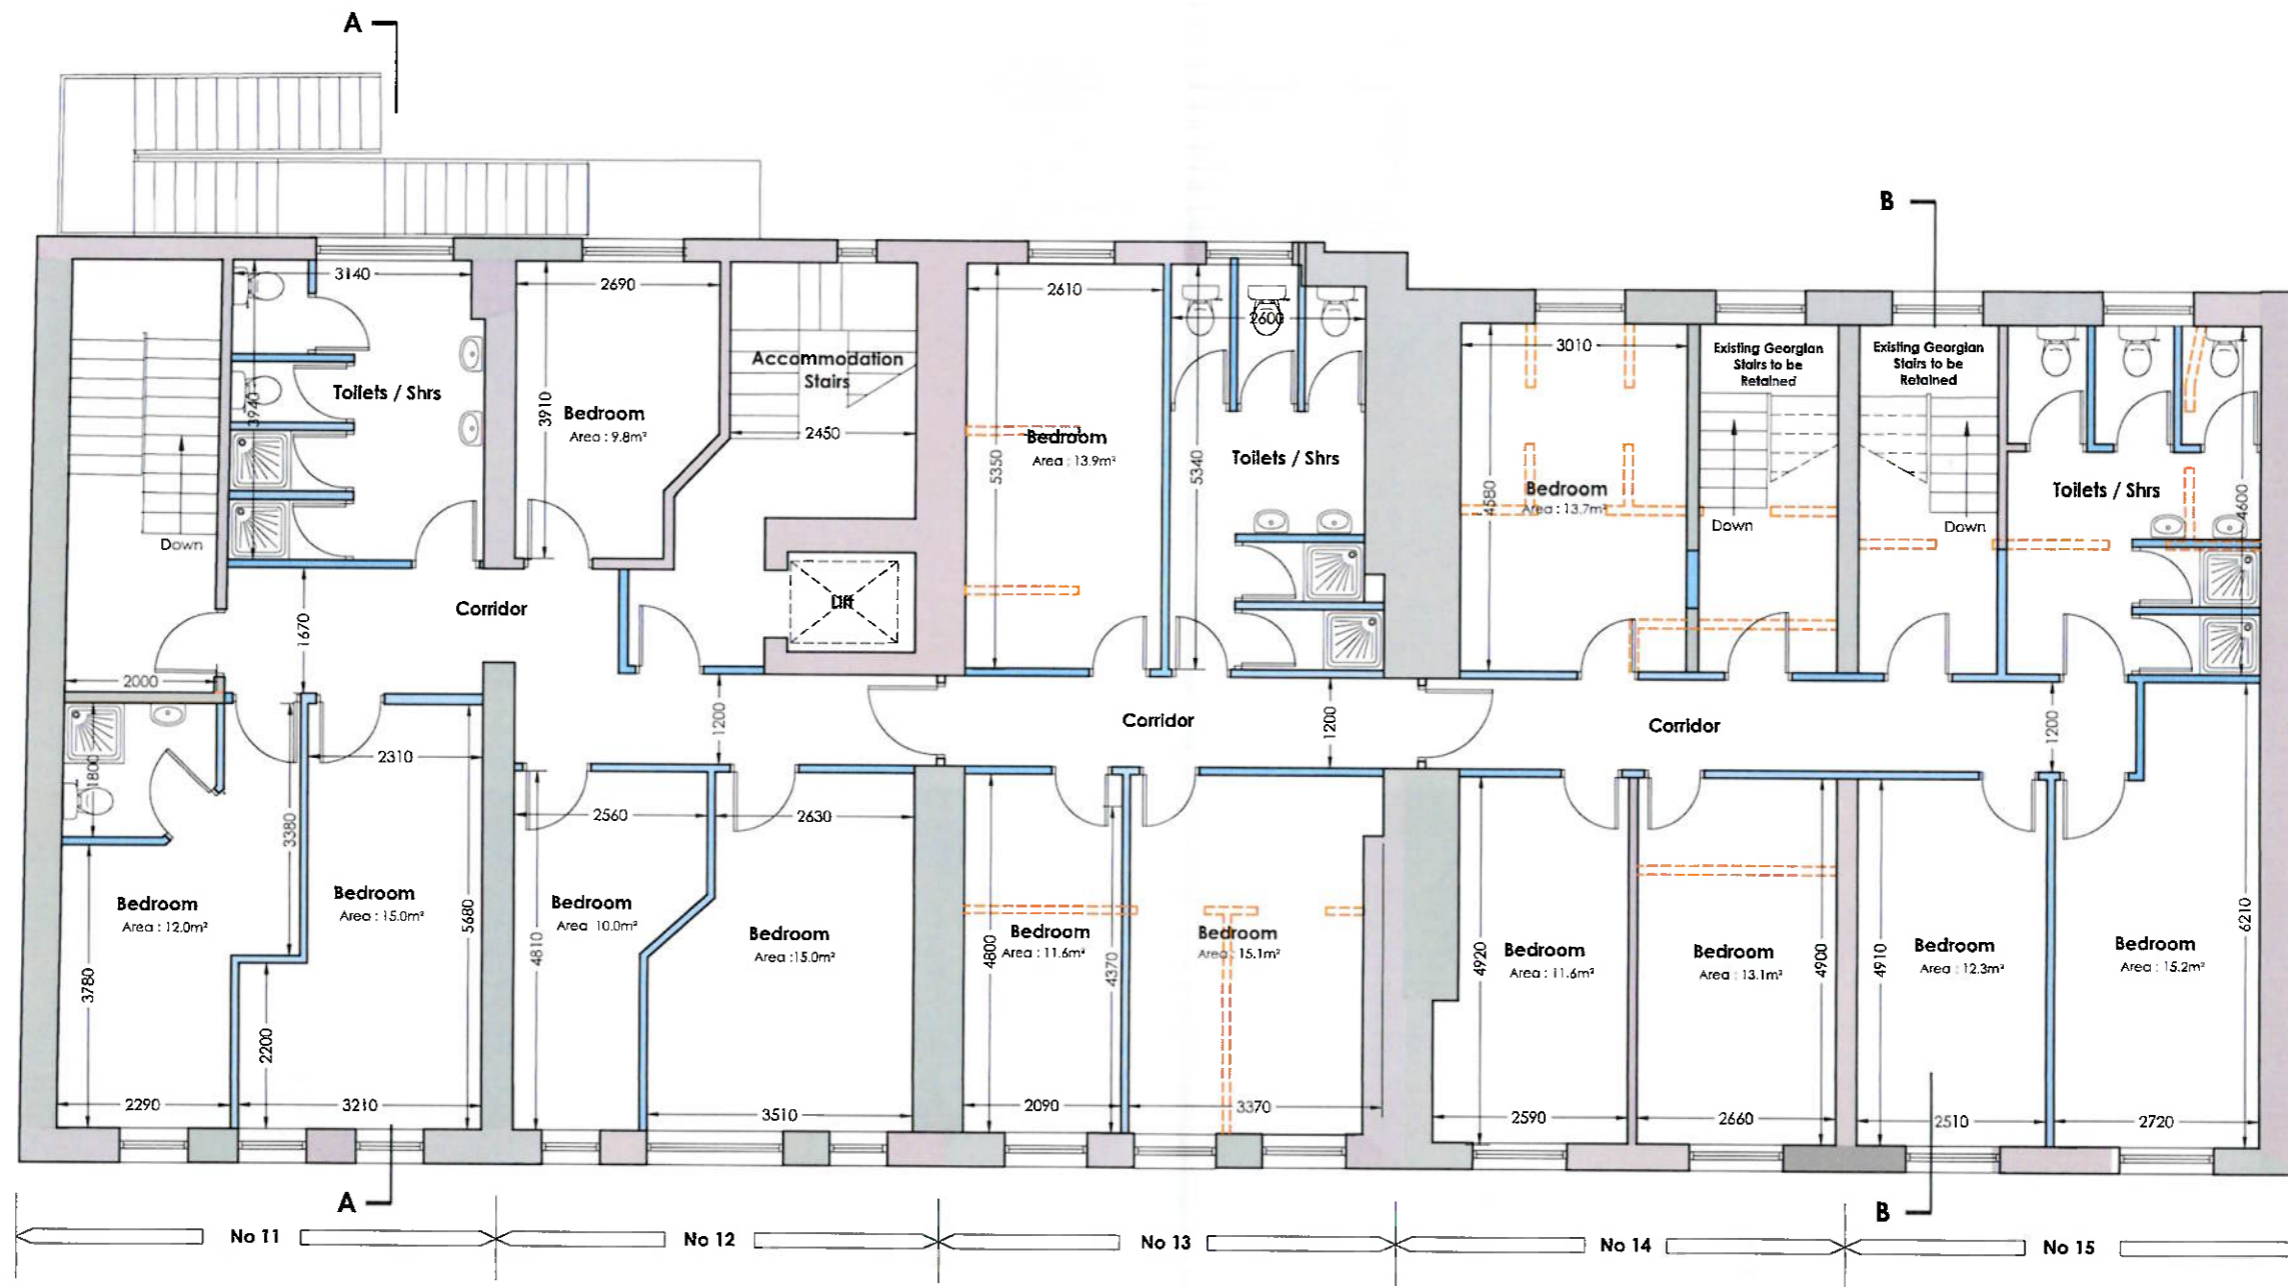 A
B
3140
2690
2610
2600
3010
Existing Georgian
Stairs to be
Retained
Existing Georgian
Stairs to be
Retained
Accommodation
Stairs
Toilets / Shrs
3940
3910
Bedroom
Area : 9.8m²
2450
Bedroom
Area : 13.9m²
5350
5340
Toilets / Shrs
4580
Bedroom
Area : 13.7m²
Down
Down
Toilets / Shrs
4600
Down
Lift
Corridor
1670
2000
1200
Corridor
1200
Corridor
1200
1800
2310
3380
2560
2630
Bedroom
Area : 12.0m²
Bedroom
Area : 15.0m²
5680
Bedroom
Area : 10.0m²
4810
Bedroom
Area :15.0m²
4800
Bedroom
Area : 11.6m²
4370
Bedroom
Area : 15.1m²
4920
Bedroom
Area : 11.6m²
Bedroom
Area : 13.1m²
4900
4910
Bedroom
Area : 12.3m²
Bedroom
Area : 15.2m²
6210
3780
2200
2290
3210
3510
2090
3370
2590
2660
2510
2720
A
B
No 11
No 12
No 13
No 14
No 15